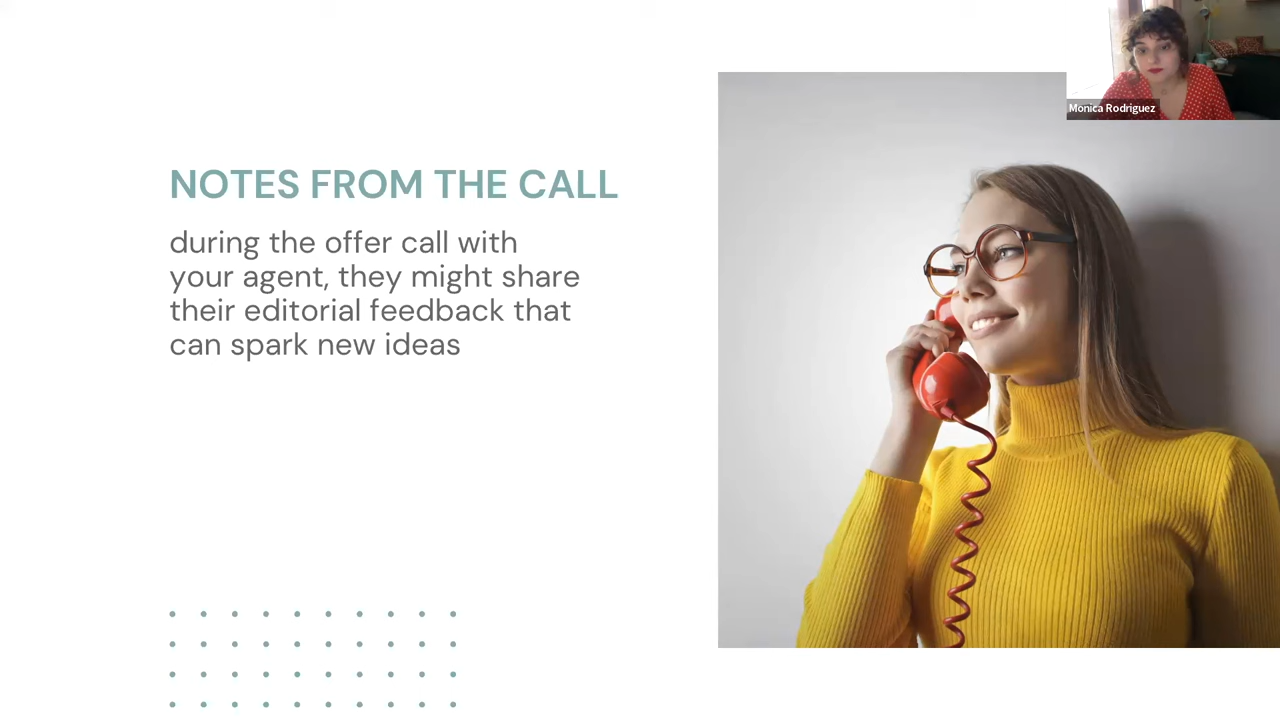 Monica Rodriguez
NOTES FROM THE CALL
during the offer call with
your agent, they might share
their editorial feedback that
can spark new ideas